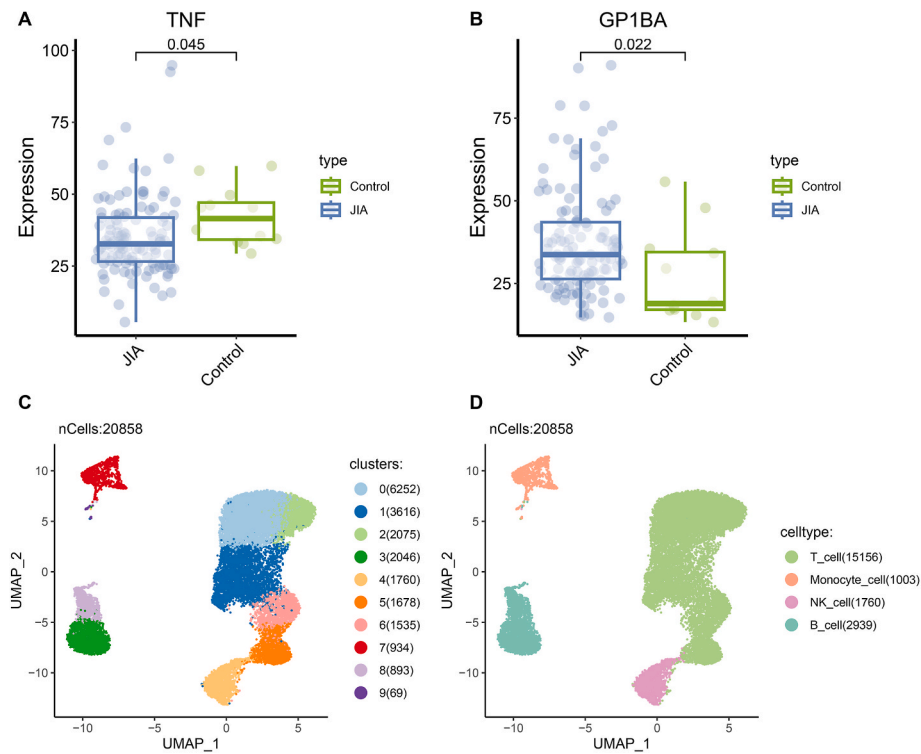 A
TNF
0.045
100
75
50
25
Expression
JIA
Control
type
Control
JIA
B
GP1BA
0.022
75
50
25
Expression
JIA
Control
type
Control
JIA
C
nCells:20858
10
5
0
−5
−10
UMAP_2
−10
−5
0
5
UMAP_1
clusters:
0(6252)
1(3616)
2(2075)
3(2046)
4(1760)
5(1678)
6(1535)
7(934)
8(893)
9(69)
D
nCells:20858
10
5
0
−5
−10
UMAP_2
−10
−5
0
5
UMAP_1
celltype:
T_cell(15156)
Monocyte_cell(1003)
NK_cell(1760)
B_cell(2939)